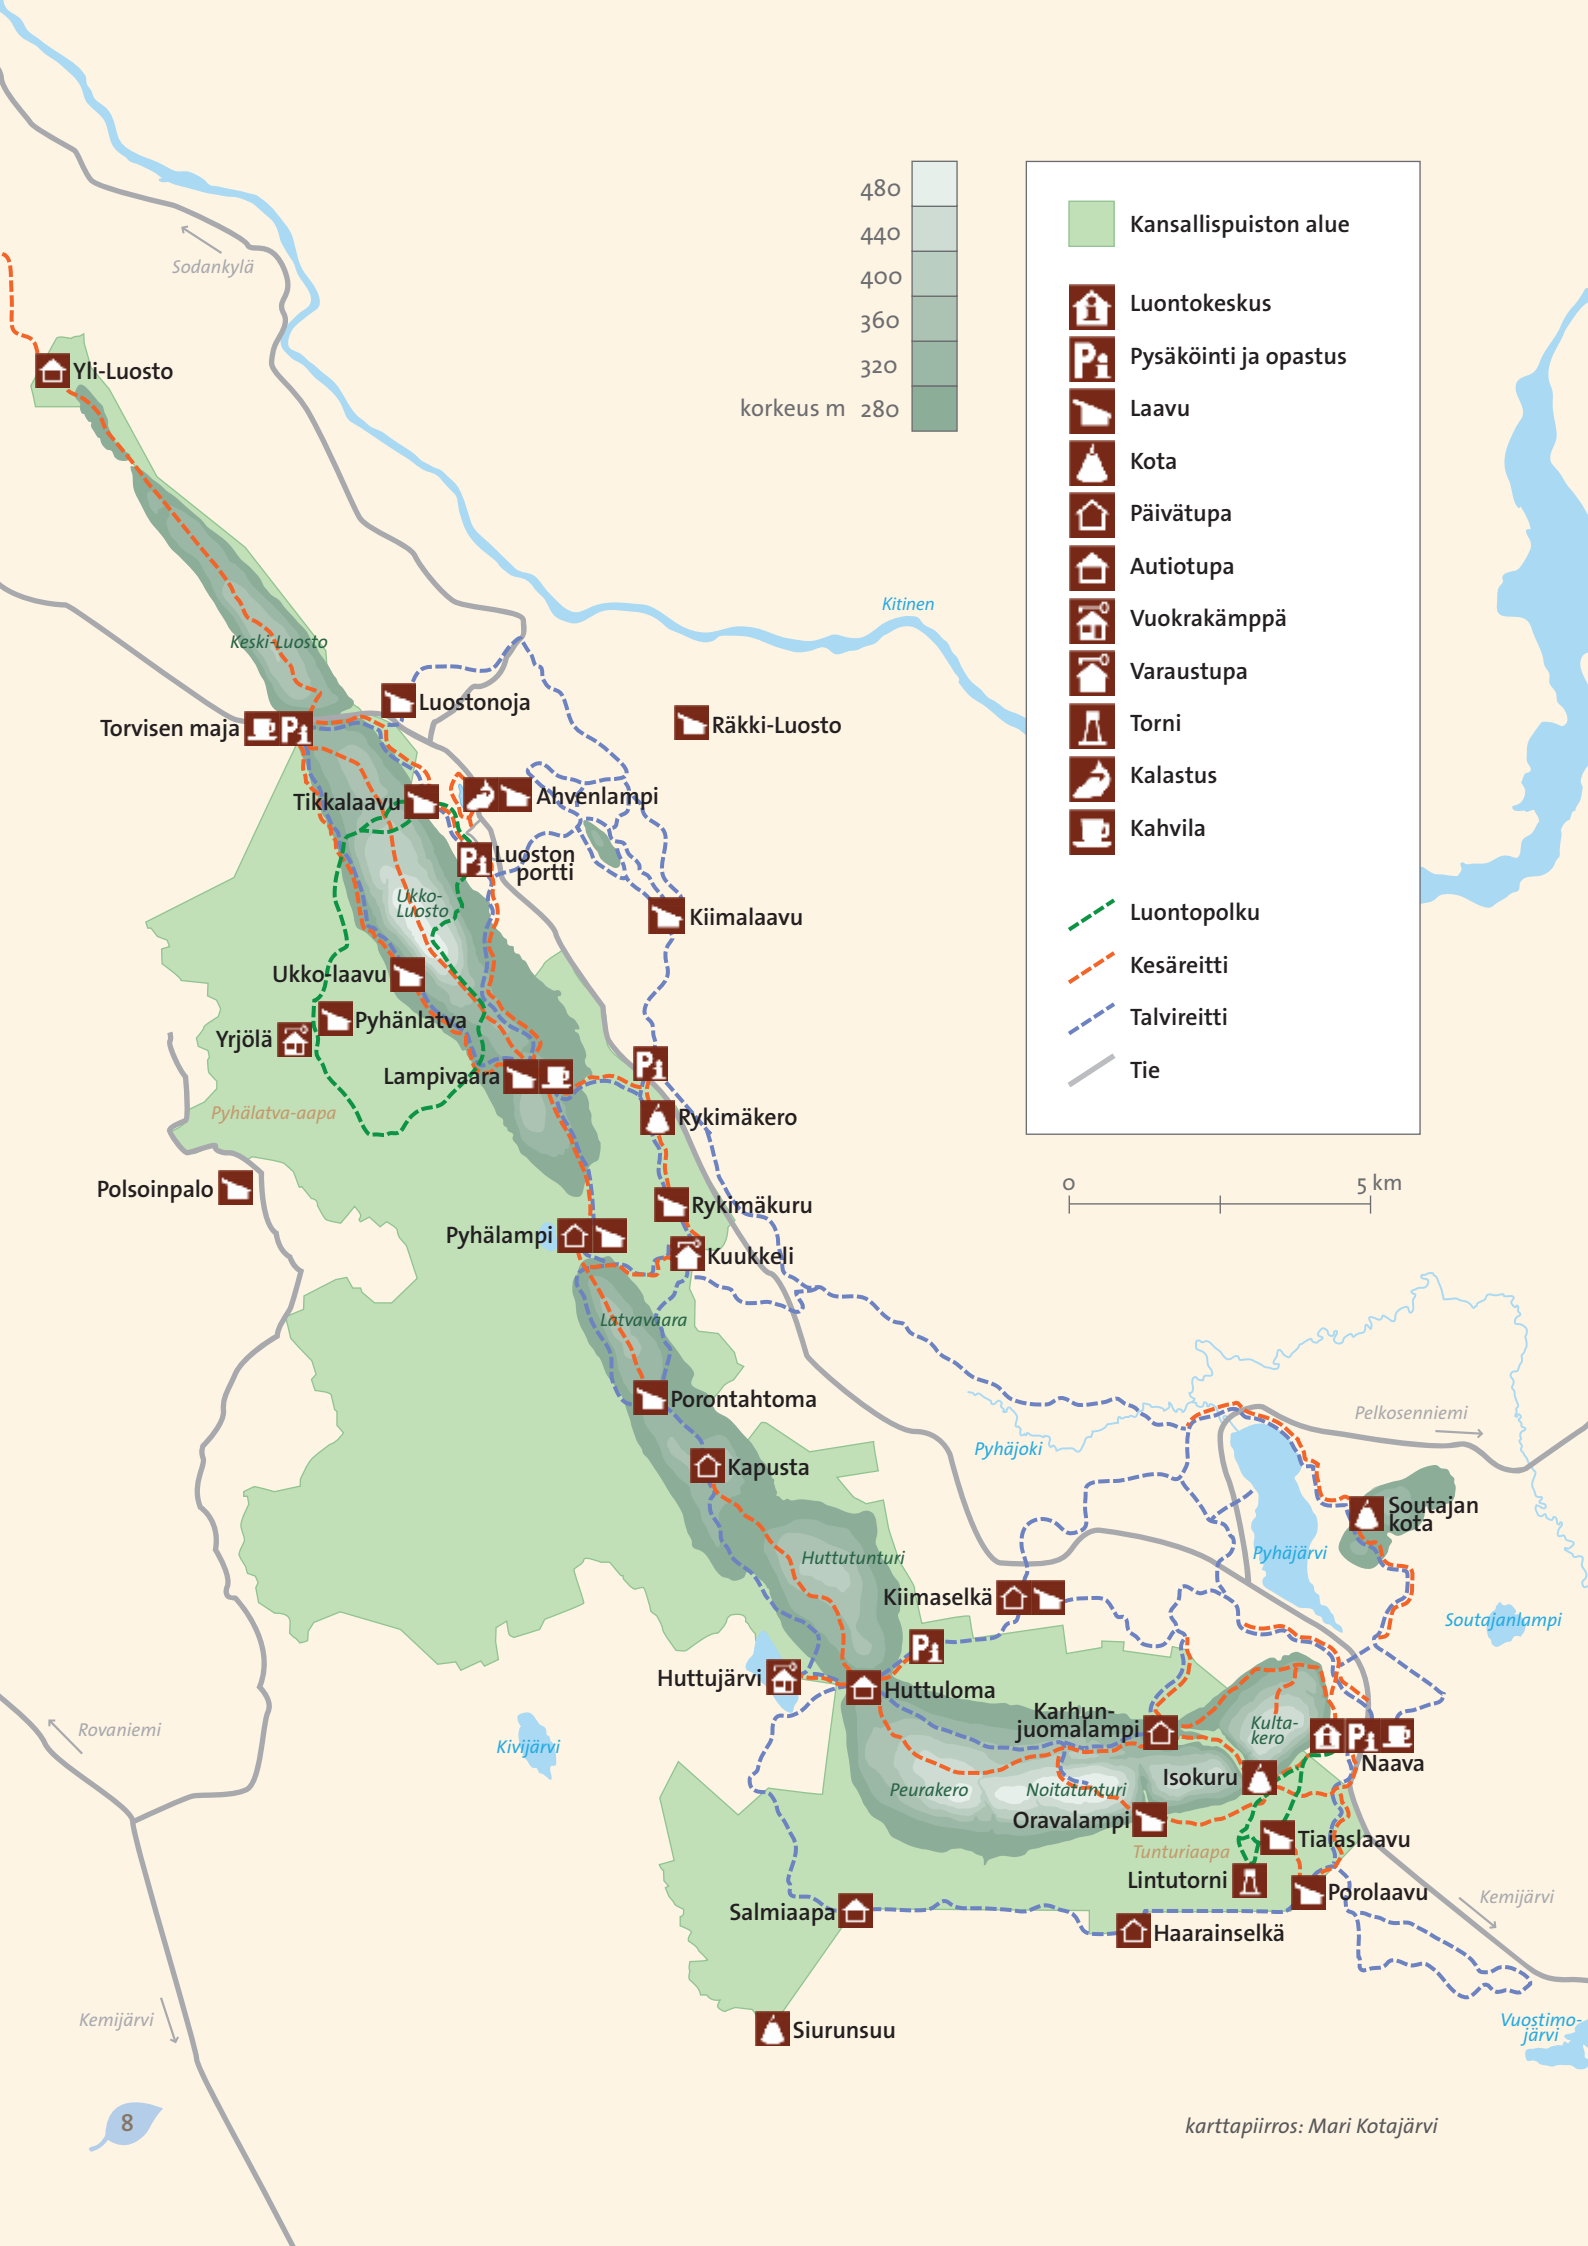 480
440
400
360
320
korkeus m 280
Kansallispuiston alue
Luontokeskus
Pysäköinti ja opastus
Laavu
Kota
Päivätupa
Autiotupa
Vuokrakämppä
Varaustupa
Torni
Kalastus
Kahvila
Luontopolku
Kesäreitti
Talvireitti
Tie
0 5 km
Sodankylä
Yli-Luosto
Kitinen
Keski-Luosto
Luostonoja
Torvisen maja
Räkki-Luosto
Tikkalaavu
Ahvenlampi
Luoston
portti
Ukko-
Luosto
Kiimalaavu
Ukko-laavu
Pyhänlatva
Yrjölä
Lampivaara
Pyhälatva-aapa
Rykimäkero
Polsoinpalo
Rykimäkuru
Pyhälampi
Kuukkeli
Latvavaara
Porontahtoma
Pelkosenniemi
Pyhäjoki
Kapusta
Soutajan
kota
Huttutunturi
Pyhäjärvi
Kiimaselkä
Soutajanlampi
Huttujärvi
Huttuloma
Karhun-
juomalampi
Kulta-
kero
Rovaniemi
Kivijärvi
Naava
Isokuru
Peurakero
Noitatunturi
Oravalampi
Tiaiaslaavu
Tunturiaapa
Lintutorni
Porolaavu
Kemijärvi
Salmiaapa
Haarainselkä
Kemijärvi
Siurunsuu
Vuostimo-
järvi
8
karttapiirros: Mari Kotajärvi